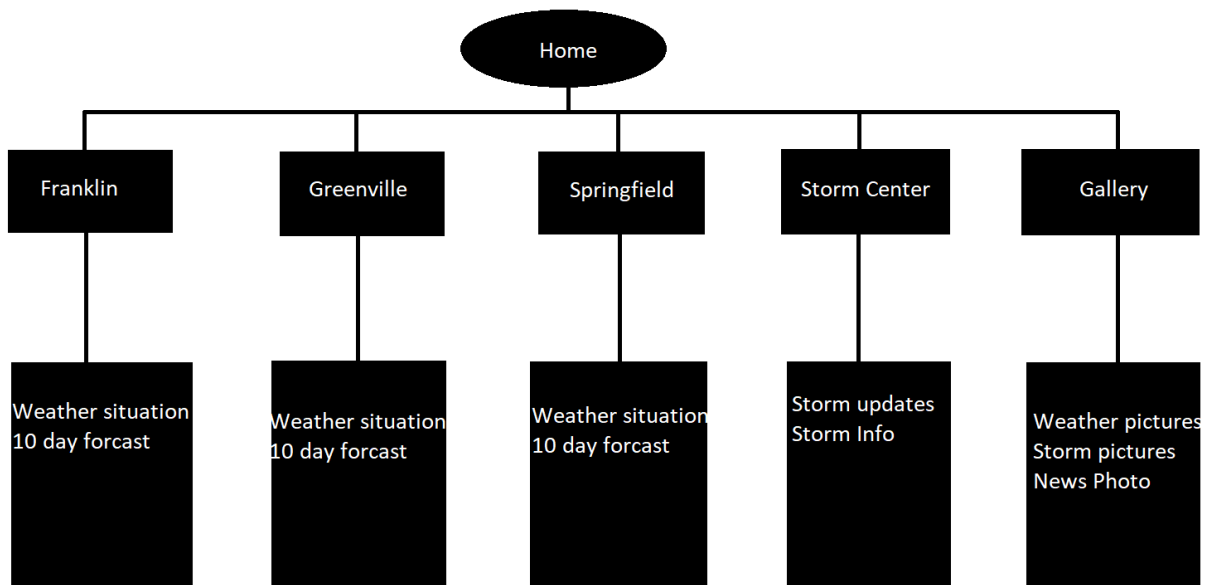 Home
Franklin
Greenville
Springfield
Storm Center
Gallery
Weather situation
10 day forcast
Weather situation
10 day forcast
Weather situation
10 day forcast
Storm updates
Storm Info
Weather pictures
Storm pictures
News Photo